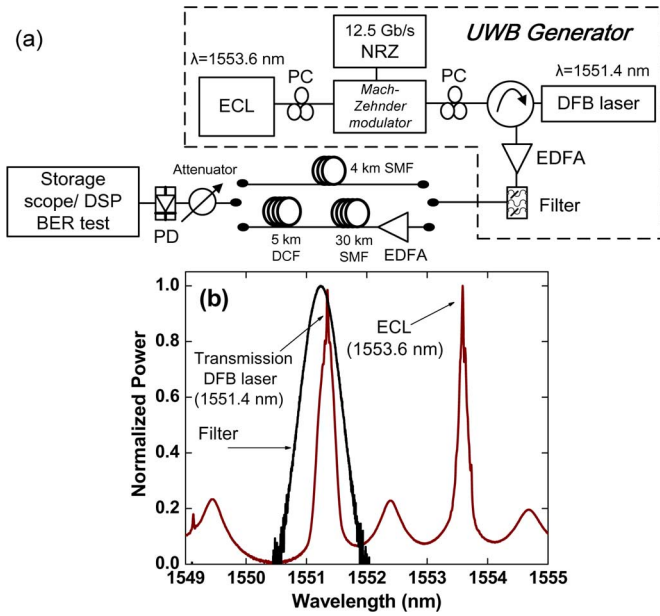 (a)
UWB Generator
12.5 Gb/s
NRZ
λ=1553.6 nm
PC
PC
λ=1551.4 nm
ECL
Mach-
Zehnder
modulator
DFB laser
EDFA
Filter
Storage
scope/ DSP
BER test
PD
Attenuator
4 km SMF
5 km
DCF
30 km
SMF
EDFA
(b)
Normalized Power
1.0
0.8
0.6
0.4
0.2
0.0
Transmission
DFB laser
(1551.4 nm)
Filter
ECL
(1553.6 nm)
1549
1550
1551
1552
1553
1554
1555
Wavelength (nm)